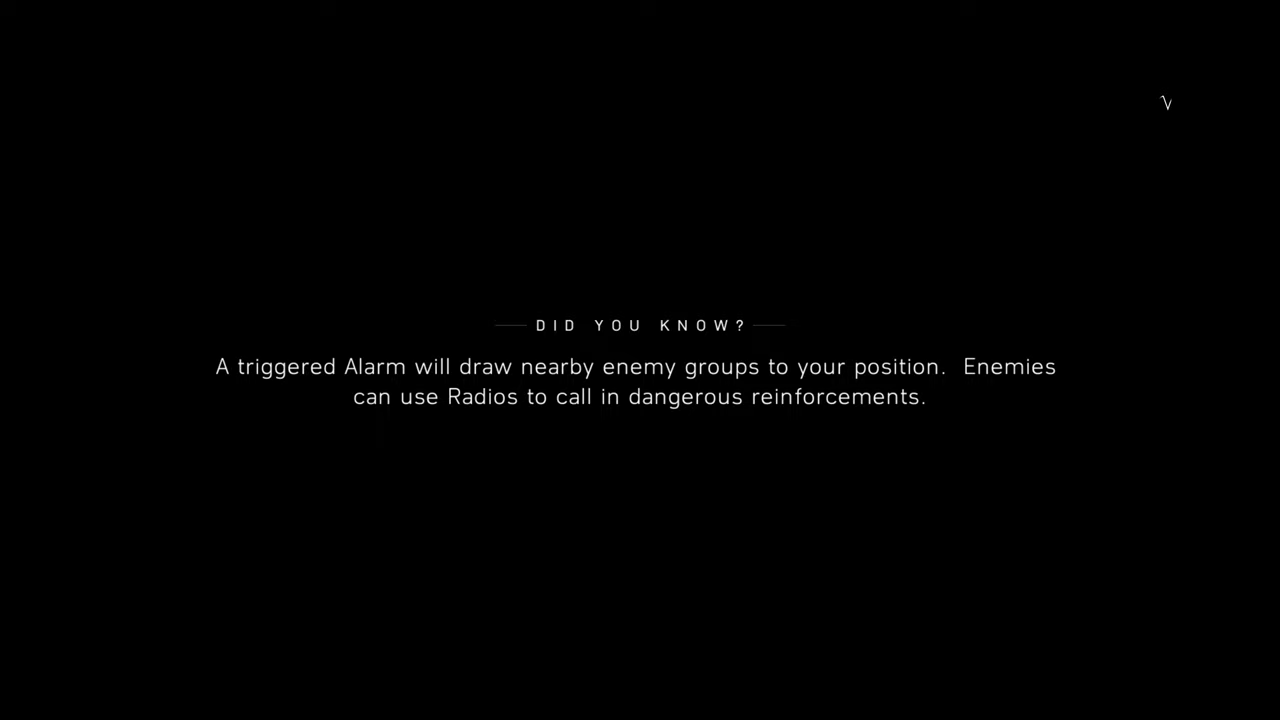 DID YOU KNOW?
A triggered Alarm will draw nearby enemy groups to your position.  Enemies
can use Radios to call in dangerous reinforcements.